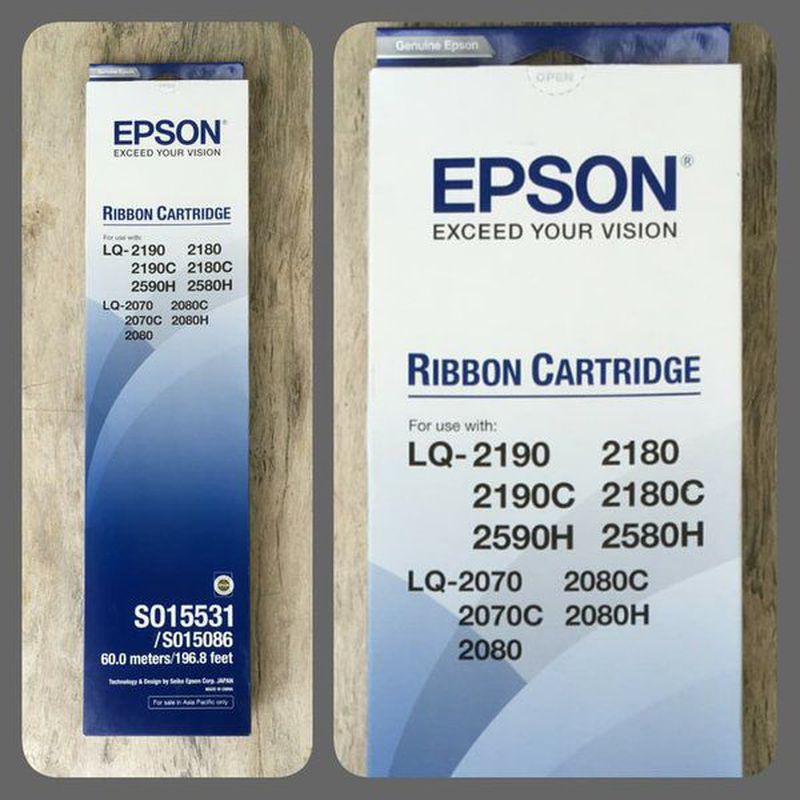 Genuine Epson
OPEN
EPSON®
EXCEED YOUR VISION
RIBBON CARTRIDGE
For use with:
LQ-2190 2180
2190C 2180C
2590H 2580H
LQ-2070 2080C
2070C 2080H
2080
S015531
/S015086
60.0 meters/196.8 feet
Technology & Design by Seiko Epson Corp. JAPAN
MADE IN CHINA
For sale in Asia Pacific only
Genuine Epson
OPEN
EPSON®
EXCEED YOUR VISION
RIBBON CARTRIDGE
For use with:
LQ-2190 2180
2190C 2180C
2590H 2580H
LQ-2070 2080C
2070C 2080H
2080